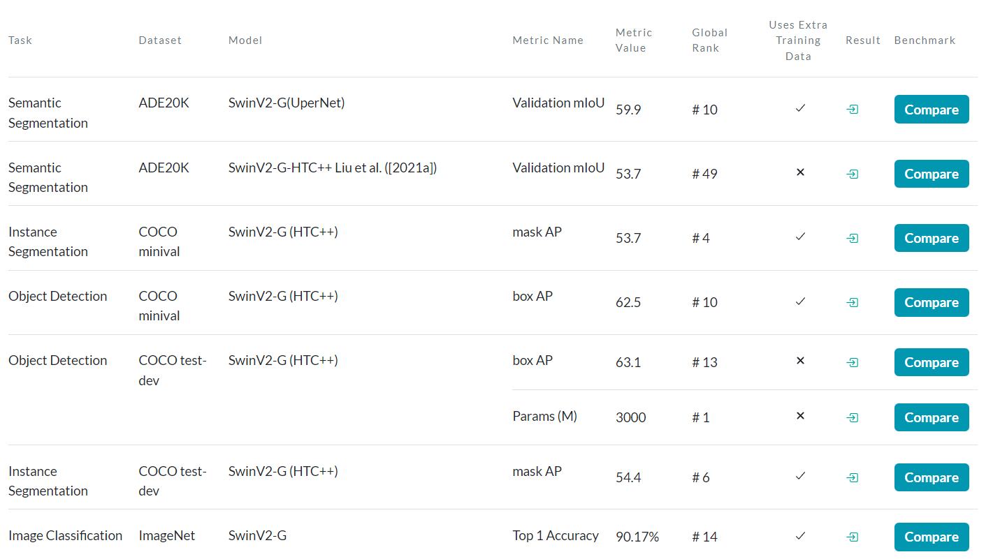 Task Dataset Model Metric Name Metric Value Global Rank Uses Extra Training Data Result Benchmark
Semantic Segmentation ADE20K SwinV2-G(UperNet) Validation mIoU 59.9 # 10 ✓ Compare
Semantic Segmentation ADE20K SwinV2-G-HTC++ Liu et al. ([2021a]) Validation mIoU 53.7 # 49 ✕ Compare
Instance Segmentation COCO minival SwinV2-G (HTC++) mask AP 53.7 # 4 ✓ Compare
Object Detection COCO minival SwinV2-G (HTC++) box AP 62.5 # 10 ✓ Compare
Object Detection COCO test-dev SwinV2-G (HTC++) box AP 63.1 # 13 ✕ Compare
Params (M) 3000 # 1 ✕ Compare
Instance Segmentation COCO test-dev SwinV2-G (HTC++) mask AP 54.4 # 6 ✓ Compare
Image Classification ImageNet SwinV2-G Top 1 Accuracy 90.17% # 14 ✓ Compare